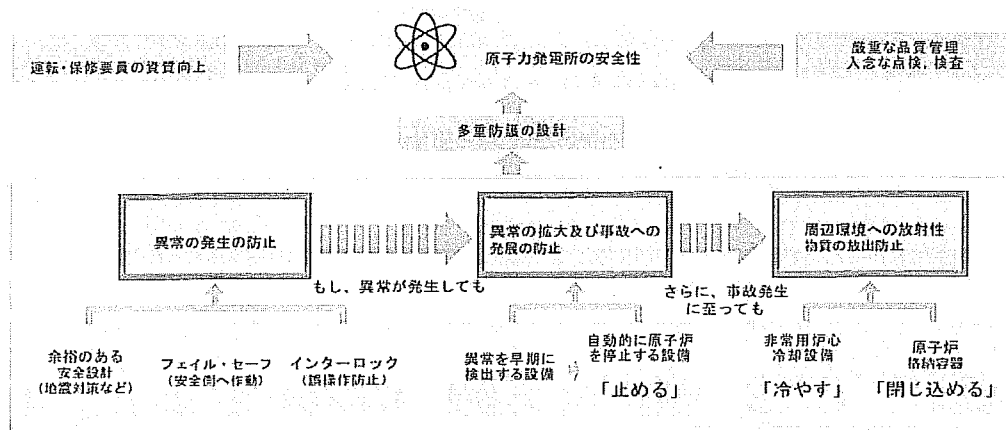 原子力発電所の安全性
運転・保修要員の資質向上
厳重な品質管理
入念な点検，検査
多重防護の設計
異常の発生の防止
異常の拡大及び事故への
発展の防止
周辺環境への放射性
物質の放出防止
もし、異常が発生しても
さらに、事故発生
に至っても
余裕のある
安全設計
(地震対策など)
フェイル・セーフ
(安全側へ作動)
インターロック
(誤操作防止)
異常を早期に
検出する設備
自動的に原子炉
を停止する設備
「止める」
非常用炉心
冷却設備
「冷やす」
原子炉
格納容器
「閉じ込める」